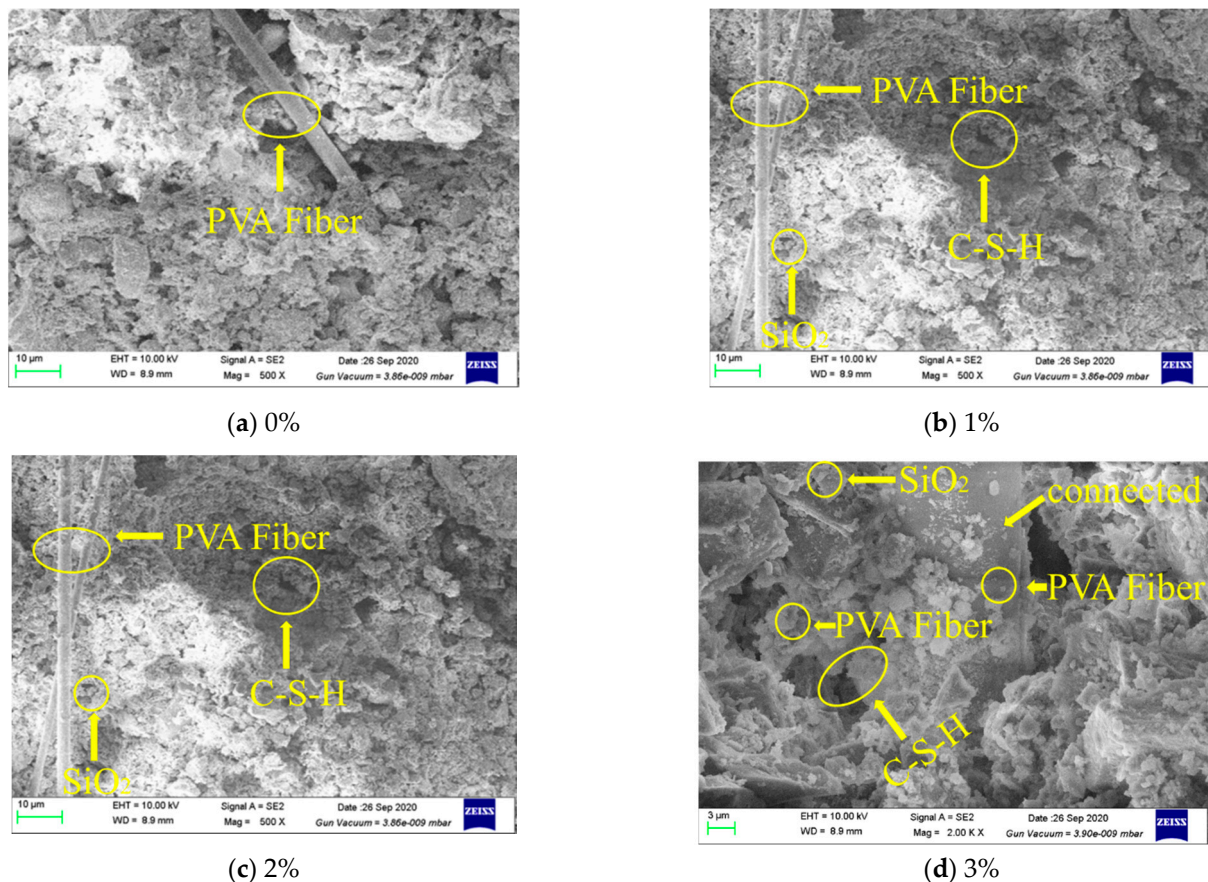 PVA Fiber
10 µm
EHT = 10.00 kV Signal A = SE2 Date :26 Sep 2020
WD = 8.9 mm Mag = 500 X Gun Vacuum = 3.86e-009 mbar
ZEISS
(a) 0%
PVA Fiber
C-S-H
SiO₂
10 µm
EHT = 10.00 kV Signal A = SE2 Date :26 Sep 2020
WD = 8.9 mm Mag = 500 X Gun Vacuum = 3.86e-009 mbar
ZEISS
(b) 1%
PVA Fiber
C-S-H
SiO₂
10 µm
EHT = 10.00 kV Signal A = SE2 Date :26 Sep 2020
WD = 8.9 mm Mag = 500 X Gun Vacuum = 3.86e-009 mbar
ZEISS
(c) 2%
SiO₂
connected
PVA Fiber
PVA Fiber
C-S-H
3 µm
EHT = 10.00 kV Signal A = SE2 Date :26 Sep 2020
WD = 8.9 mm Mag = 2.00 K X Gun Vacuum = 3.90e-009 mbar
ZEISS
(d) 3%